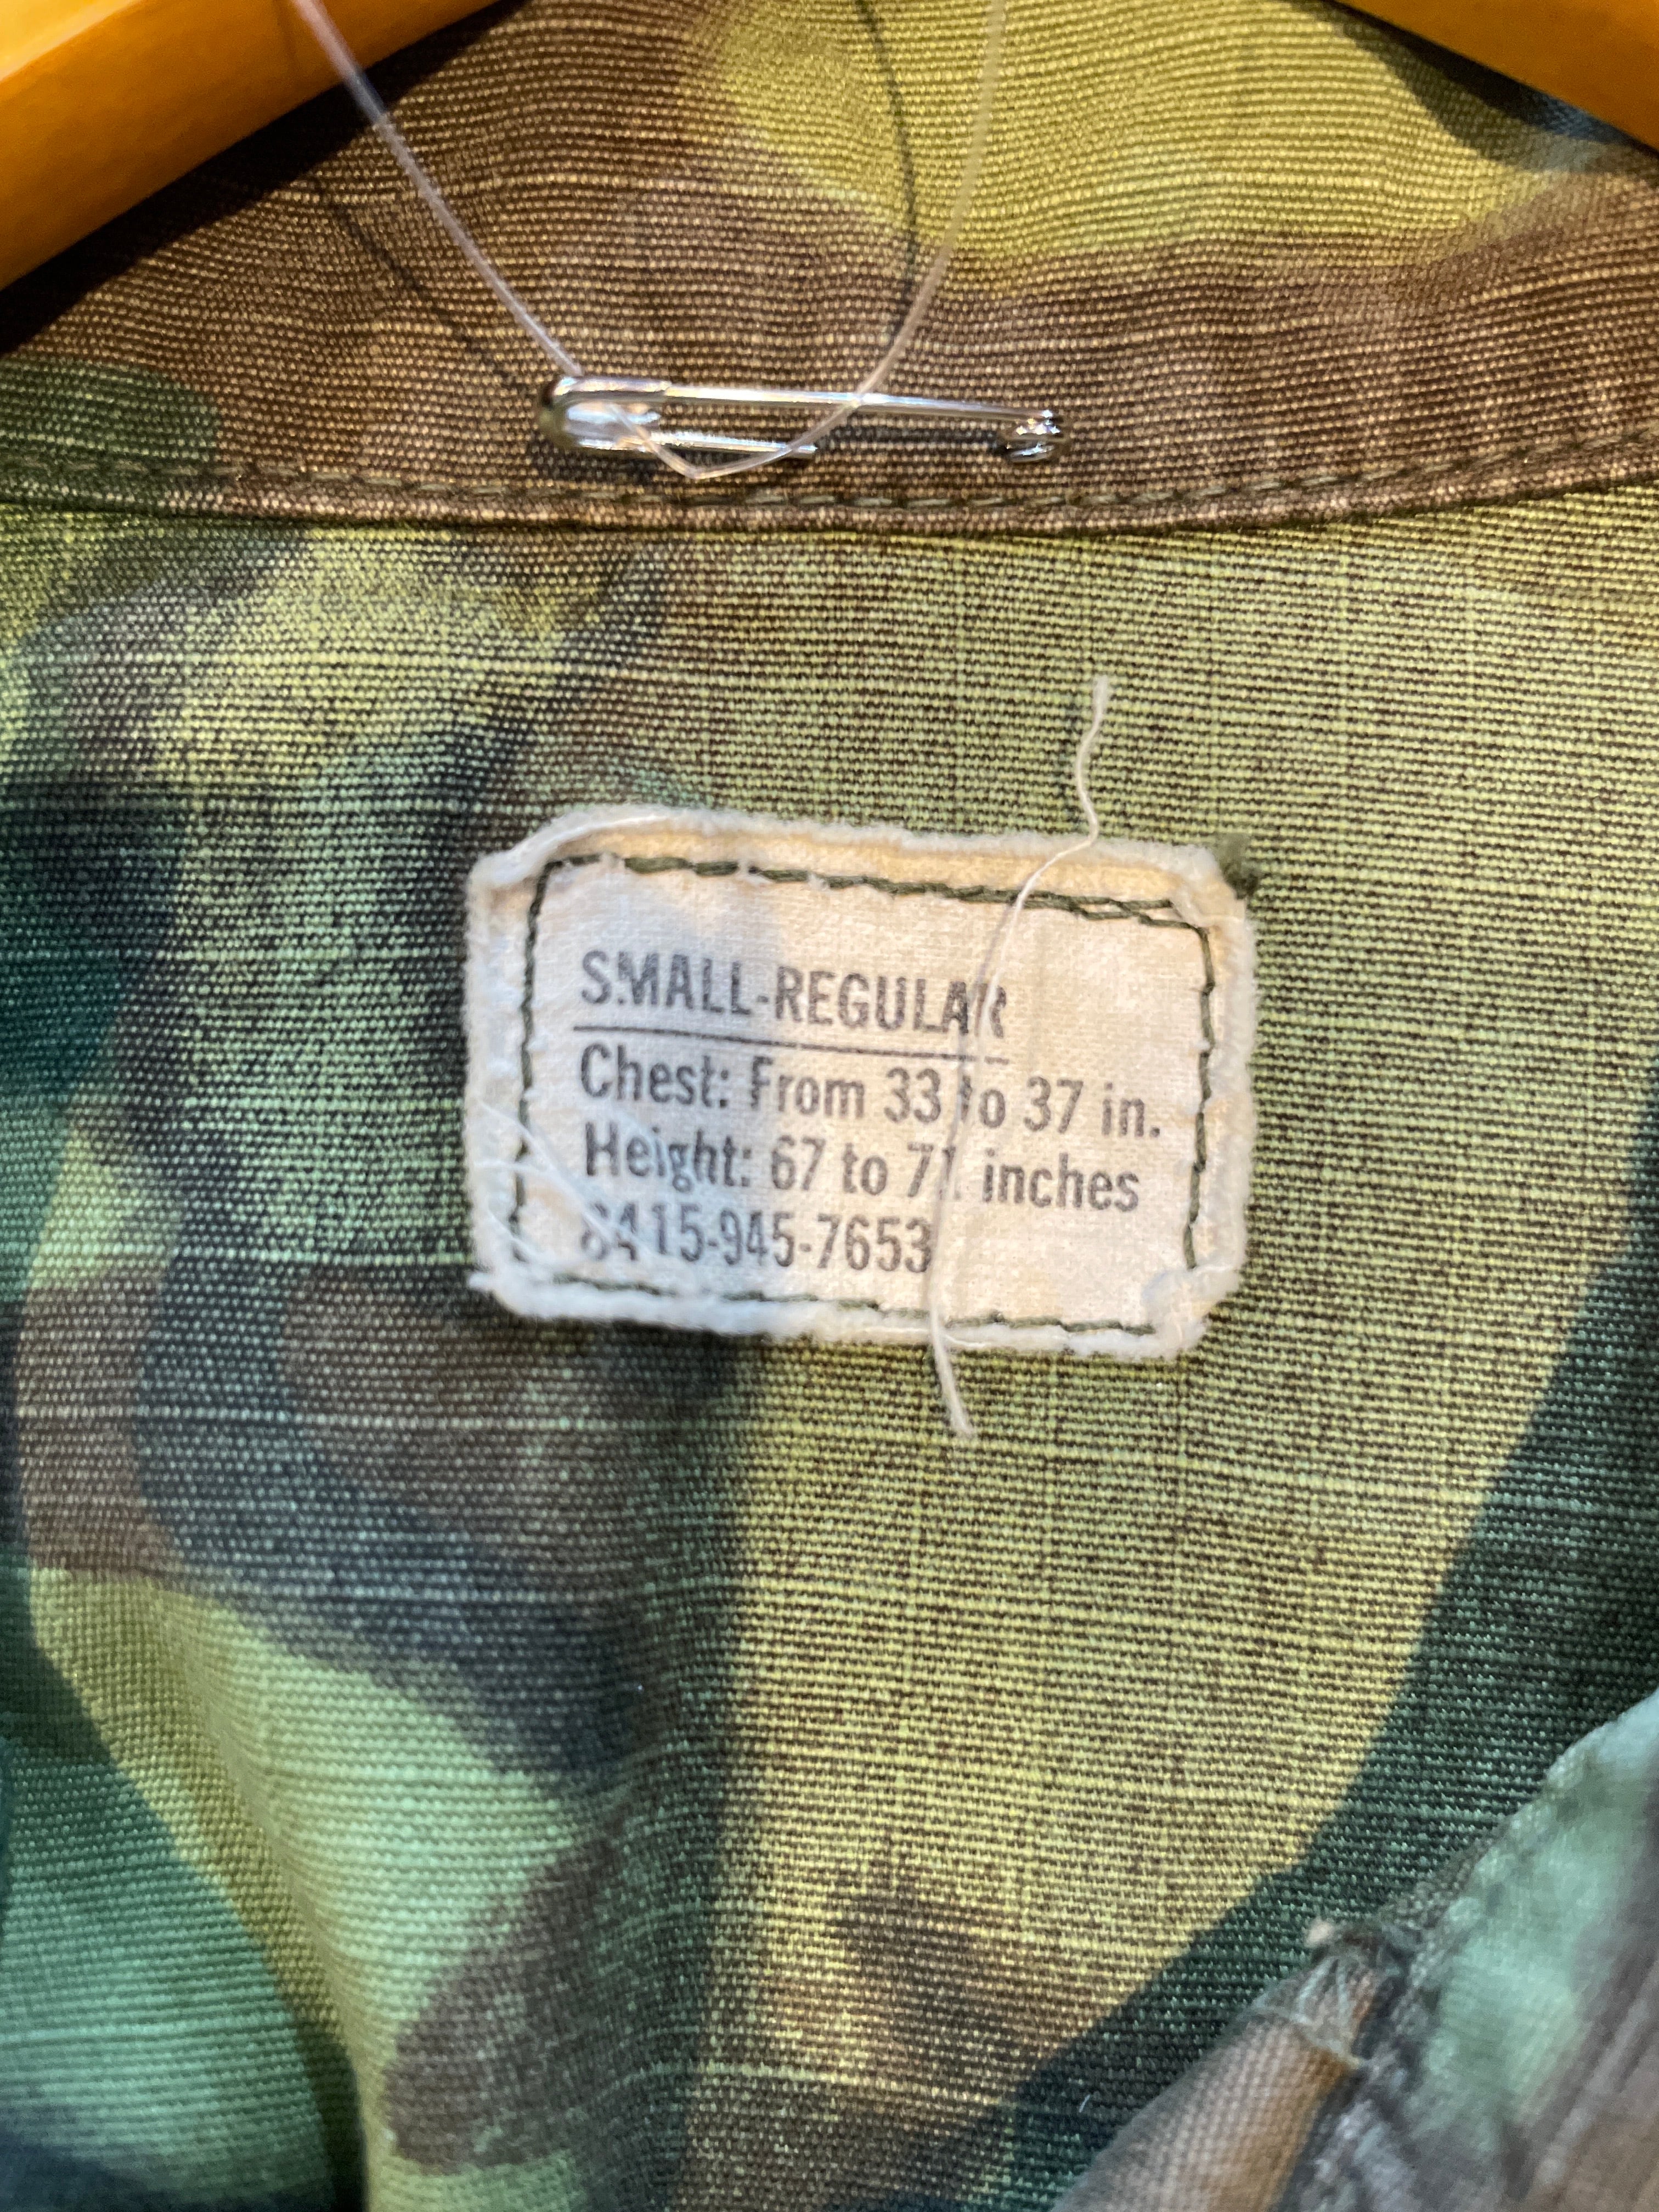 SMALL-REGULAR
Chest: From 33 to 37 in.
Height: 67 to 71 inches
8415-945-7653